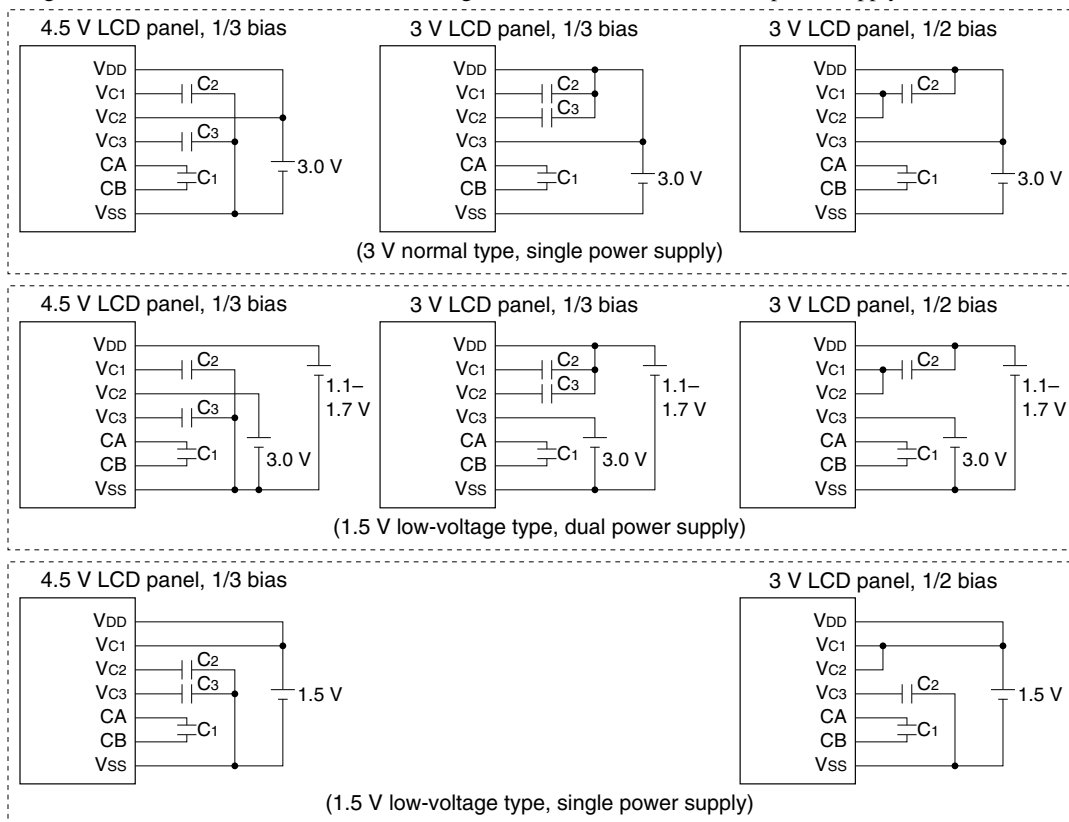 4.5 V LCD panel, 1/3 bias
VDD
VC1
VC2
VC3
CA
CB
VSS
C2
C3
C1
3.0 V
3 V LCD panel, 1/3 bias
VDD
VC1
VC2
VC3
CA
CB
VSS
C2
C3
C1
3.0 V
3 V LCD panel, 1/2 bias
VDD
VC1
VC2
VC3
CA
CB
VSS
C2
C1
3.0 V
(3 V normal type, single power supply)
4.5 V LCD panel, 1/3 bias
VDD
VC1
VC2
VC3
CA
CB
VSS
C2
C3
C1
3.0 V
1.1–
1.7 V
3 V LCD panel, 1/3 bias
VDD
VC1
VC2
VC3
CA
CB
VSS
C2
C3
C1
3.0 V
1.1–
1.7 V
3 V LCD panel, 1/2 bias
VDD
VC1
VC2
VC3
CA
CB
VSS
C2
C1
3.0 V
1.1–
1.7 V
(1.5 V low-voltage type, dual power supply)
4.5 V LCD panel, 1/3 bias
VDD
VC1
VC2
VC3
CA
CB
VSS
C2
C3
C1
1.5 V
3 V LCD panel, 1/2 bias
VDD
VC1
VC2
VC3
CA
CB
VSS
C2
C1
1.5 V
(1.5 V low-voltage type, single power supply)